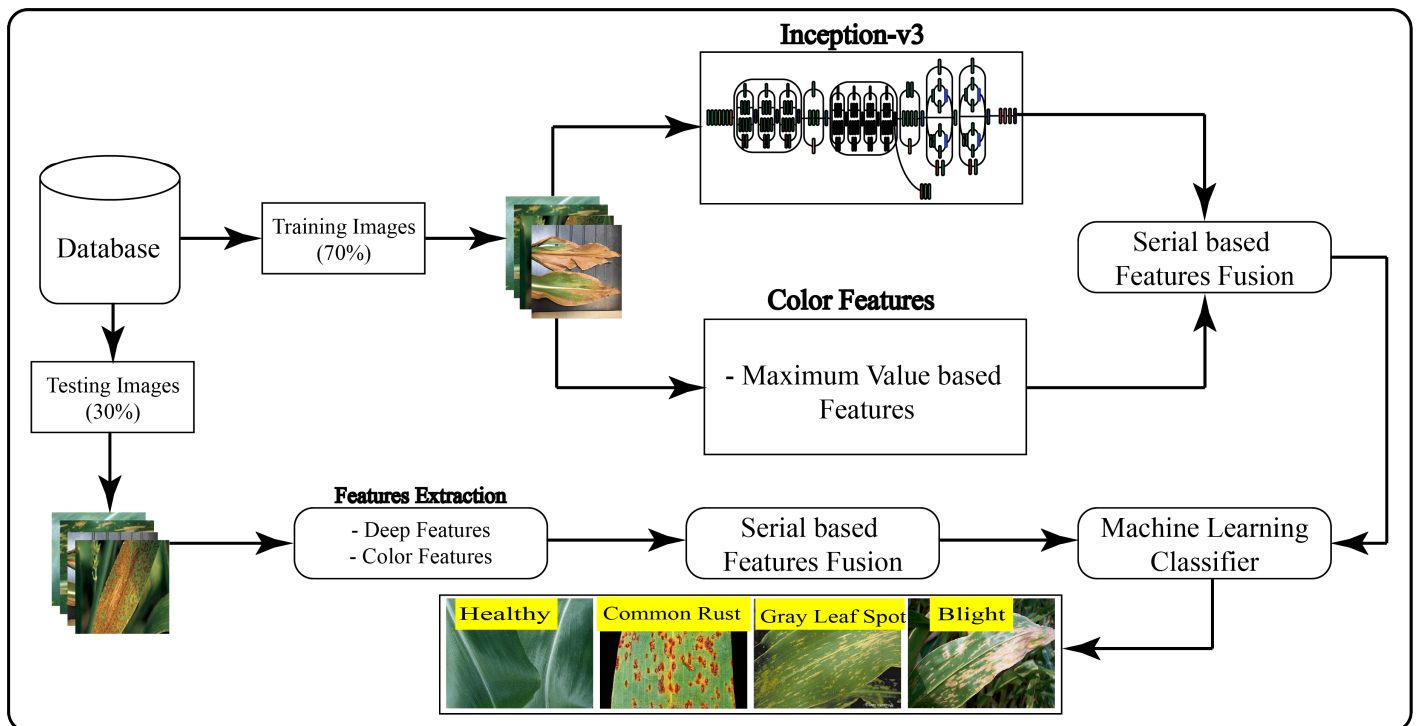 Inception-v3
Database
Training Images
(70%)
Serial based
Features Fusion
Color Features
- Maximum Value based
Features
Testing Images
(30%)
Features Extraction
- Deep Features
- Color Features
Serial based
Features Fusion
Machine Learning
Classifier
Healthy
Common Rust
Gray Leaf Spot
Blight